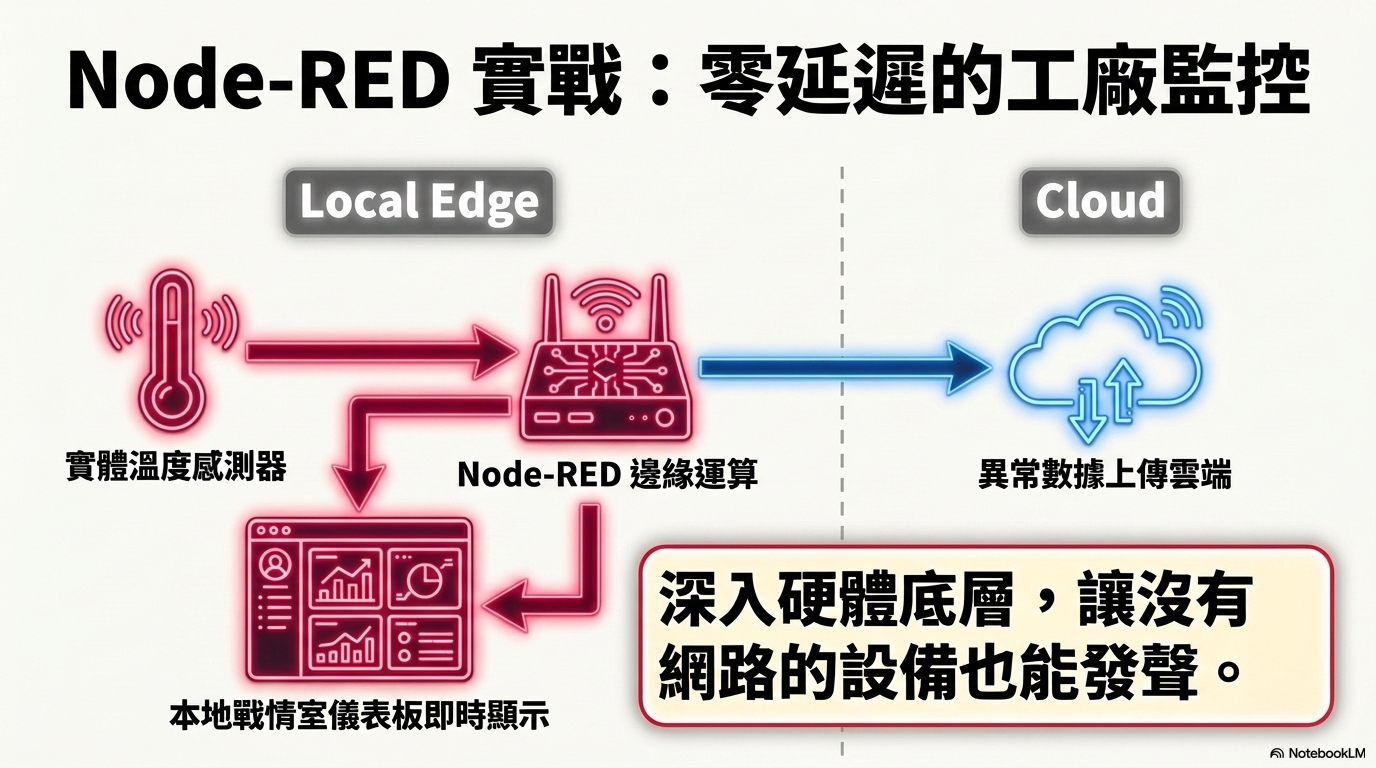 Node-RED 實戰：零延遲的工廠監控
Local Edge
Cloud
實體溫度感測器
Node-RED 邊緣運算
異常數據上傳雲端
本地戰情室儀表板即時顯示
深入硬體底層，讓沒有
網路的設備也能發聲。
NotebookLM